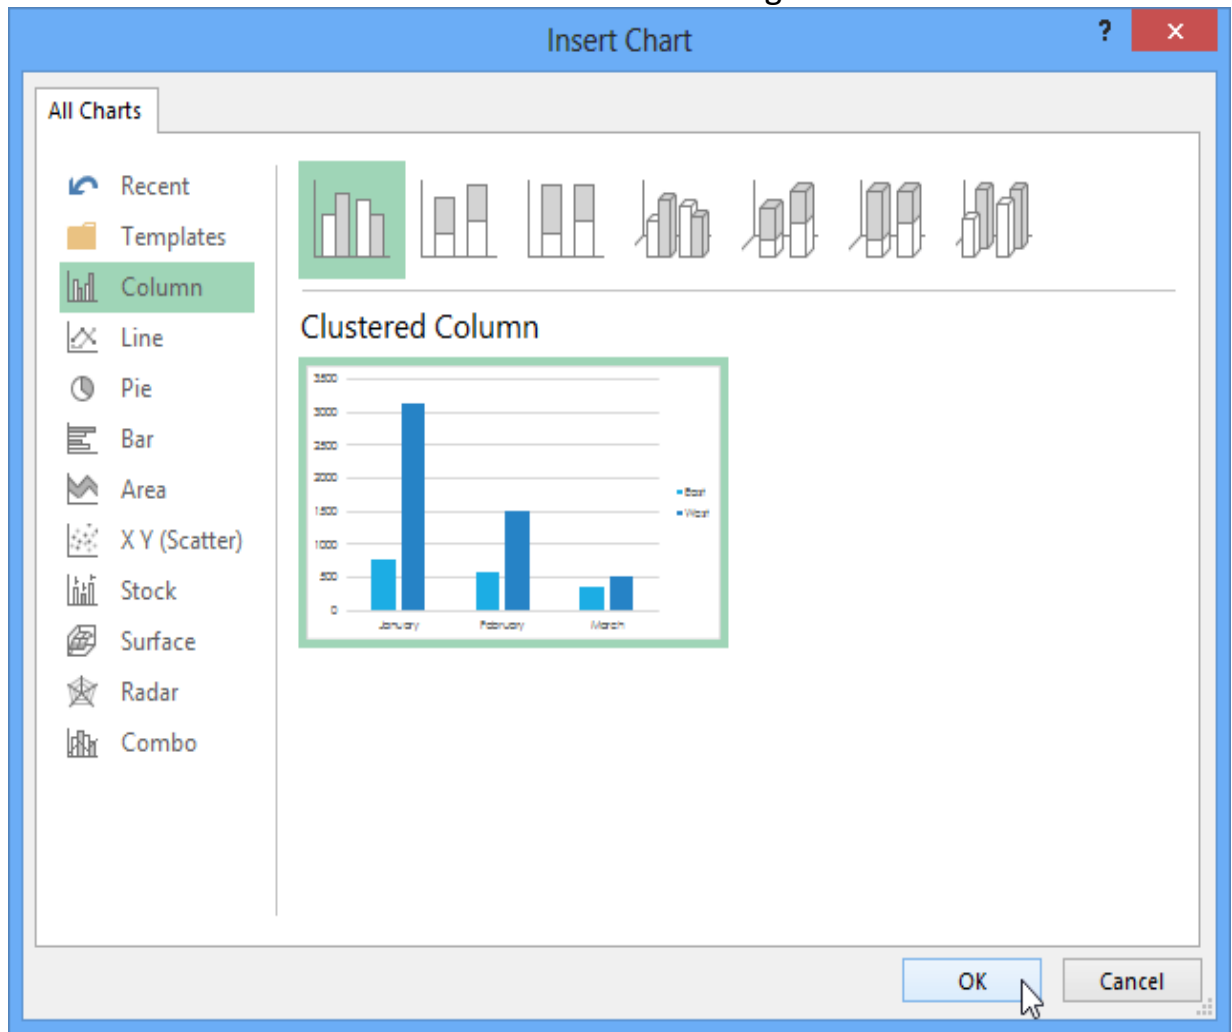 Insert Chart
?
All Charts
Recent
Templates
Column
Line
Pie
Bar
Area
X Y (Scatter)
Stock
Surface
Radar
Combo
Clustered Column
3500
3000
2500
2000
1500
1000
500
0
January
February
March
East
West
OK
Cancel